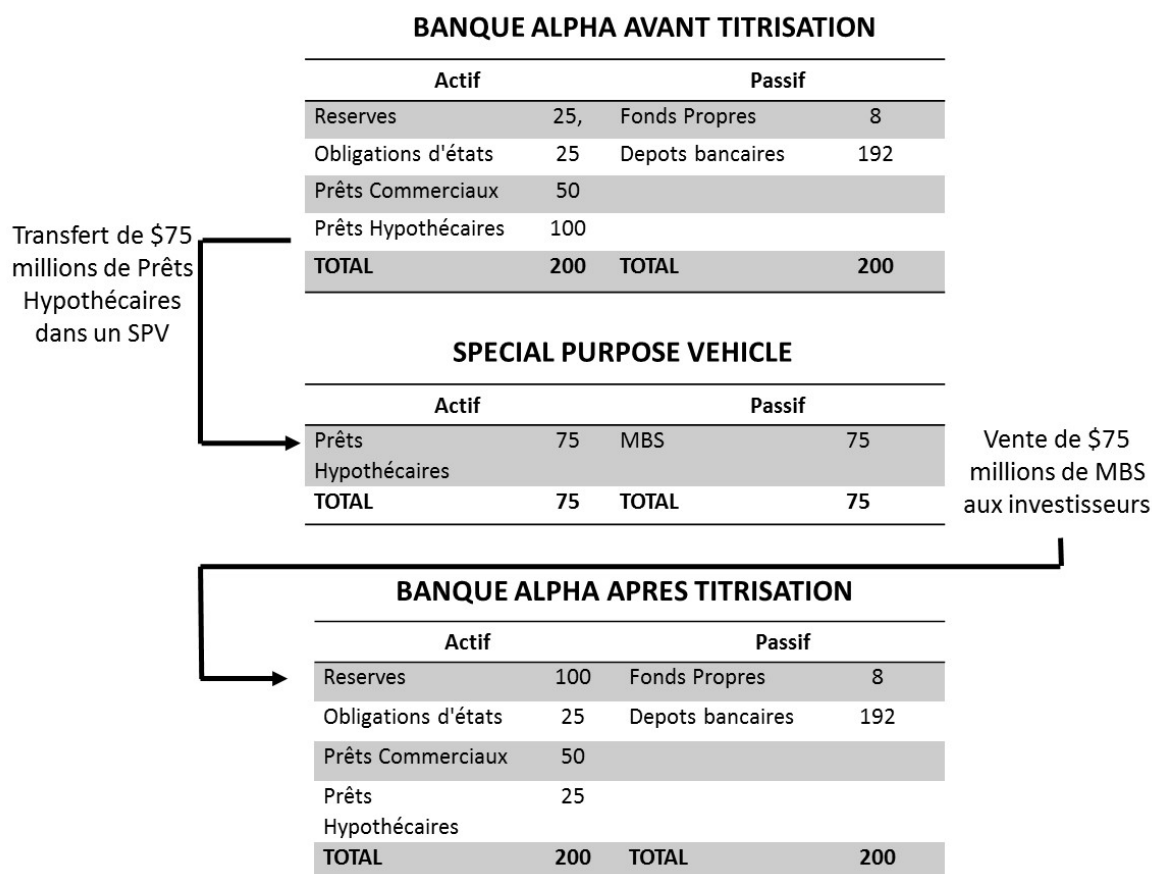 BANQUE ALPHA AVANT TITRISATION
Actif Passif
Reserves 25, Fonds Propres 8
Obligations d'états 25 Depots bancaires 192
Prêts Commerciaux 50
Prêts Hypothécaires 100
TOTAL 200 TOTAL 200
Transfert de $75
millions de Prêts
Hypothécaires
dans un SPV
SPECIAL PURPOSE VEHICLE
Actif Passif
Prêts 75 MBS 75
Hypothécaires
TOTAL 75 TOTAL 75
Vente de $75
millions de MBS
aux investisseurs
BANQUE ALPHA APRES TITRISATION
Actif Passif
Reserves 100 Fonds Propres 8
Obligations d'états 25 Depots bancaires 192
Prêts Commerciaux 50
Prêts 25
Hypothécaires
TOTAL 200 TOTAL 200